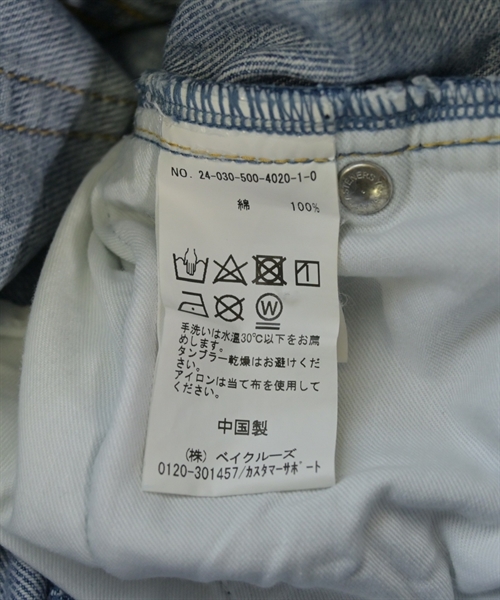 NO. 24-030-500-4020-1-0
綿 100%
W
手洗いは水温30℃以下をお薦
めします。
タンブラー乾燥はお避けくだ
さい。
アイロンは当て布を使用して
ください。
中国製
(株) ベイクルーズ
0120-301457/カスタマーサポート